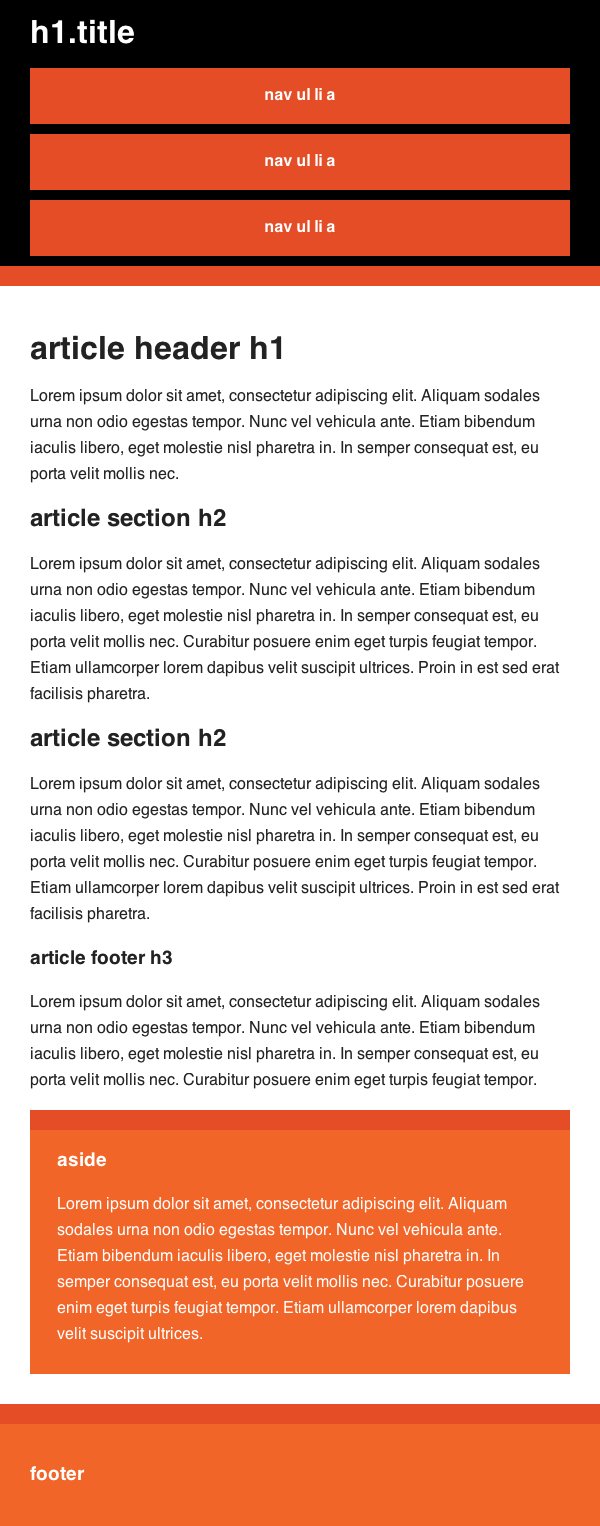 h1.title
nav ul li a
nav ul li a
nav ul li a
article header h1
Lorem ipsum dolor sit amet, consectetur adipiscing elit. Aliquam sodales
urna non odio egestas tempor. Nunc vel vehicula ante. Etiam bibendum
iaculis libero, eget molestie nisl pharetra in. In semper consequat est, eu
porta velit mollis nec.
article section h2
Lorem ipsum dolor sit amet, consectetur adipiscing elit. Aliquam sodales
urna non odio egestas tempor. Nunc vel vehicula ante. Etiam bibendum
iaculis libero, eget molestie nisl pharetra in. In semper consequat est, eu
porta velit mollis nec. Curabitur posuere enim eget turpis feugiat tempor.
Etiam ullamcorper lorem dapibus velit suscipit ultrices. Proin in est sed erat
facilisis pharetra.
article section h2
Lorem ipsum dolor sit amet, consectetur adipiscing elit. Aliquam sodales
urna non odio egestas tempor. Nunc vel vehicula ante. Etiam bibendum
iaculis libero, eget molestie nisl pharetra in. In semper consequat est, eu
porta velit mollis nec. Curabitur posuere enim eget turpis feugiat tempor.
Etiam ullamcorper lorem dapibus velit suscipit ultrices. Proin in est sed erat
facilisis pharetra.
article footer h3
Lorem ipsum dolor sit amet, consectetur adipiscing elit. Aliquam sodales
urna non odio egestas tempor. Nunc vel vehicula ante. Etiam bibendum
iaculis libero, eget molestie nisl pharetra in. In semper consequat est, eu
porta velit mollis nec. Curabitur posuere enim eget turpis feugiat tempor.
aside
Lorem ipsum dolor sit amet, consectetur adipiscing elit. Aliquam
sodales urna non odio egestas tempor. Nunc vel vehicula ante.
Etiam bibendum iaculis libero, eget molestie nisl pharetra in. In
semper consequat est, eu porta velit mollis nec. Curabitur posuere
enim eget turpis feugiat tempor. Etiam ullamcorper lorem dapibus
velit suscipit ultrices.
footer